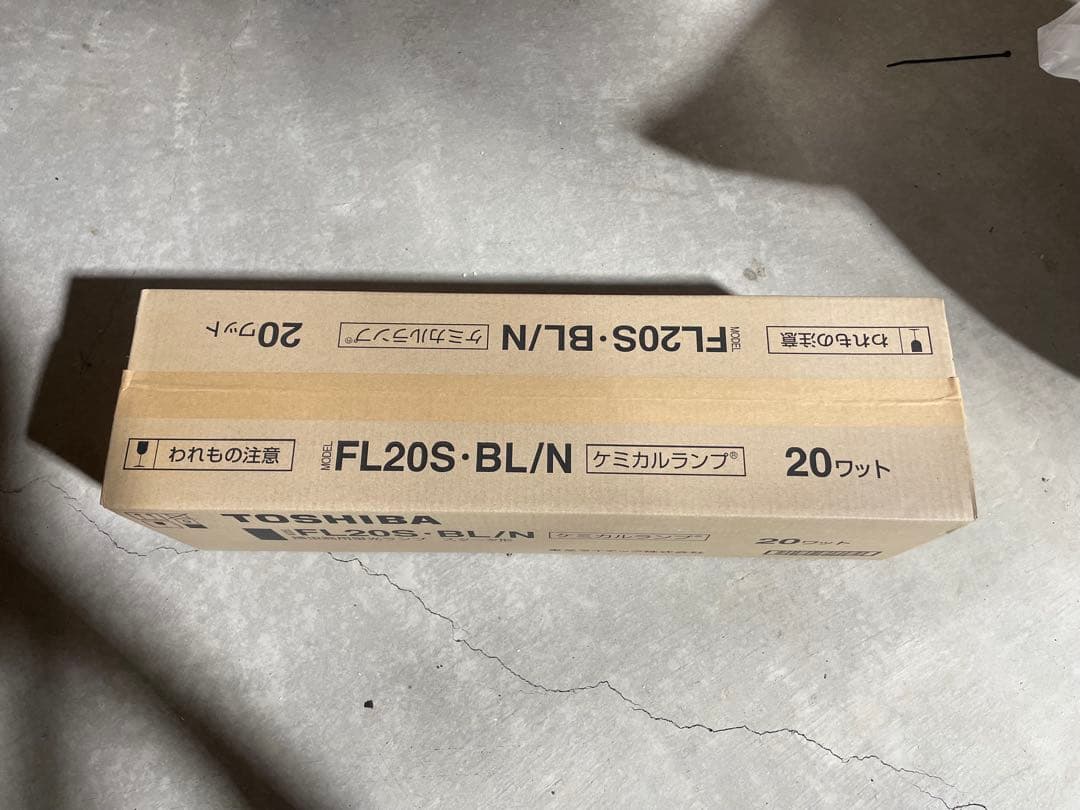 20ワット ケミカルランプ® FL20S・BL/N MODEL われもの注意
われもの注意 MODEL FL20S・BL/N ケミカルランプ® 20ワット
TOSHIBA
FL20S・BL/N ケミカルランプ® 20ワット